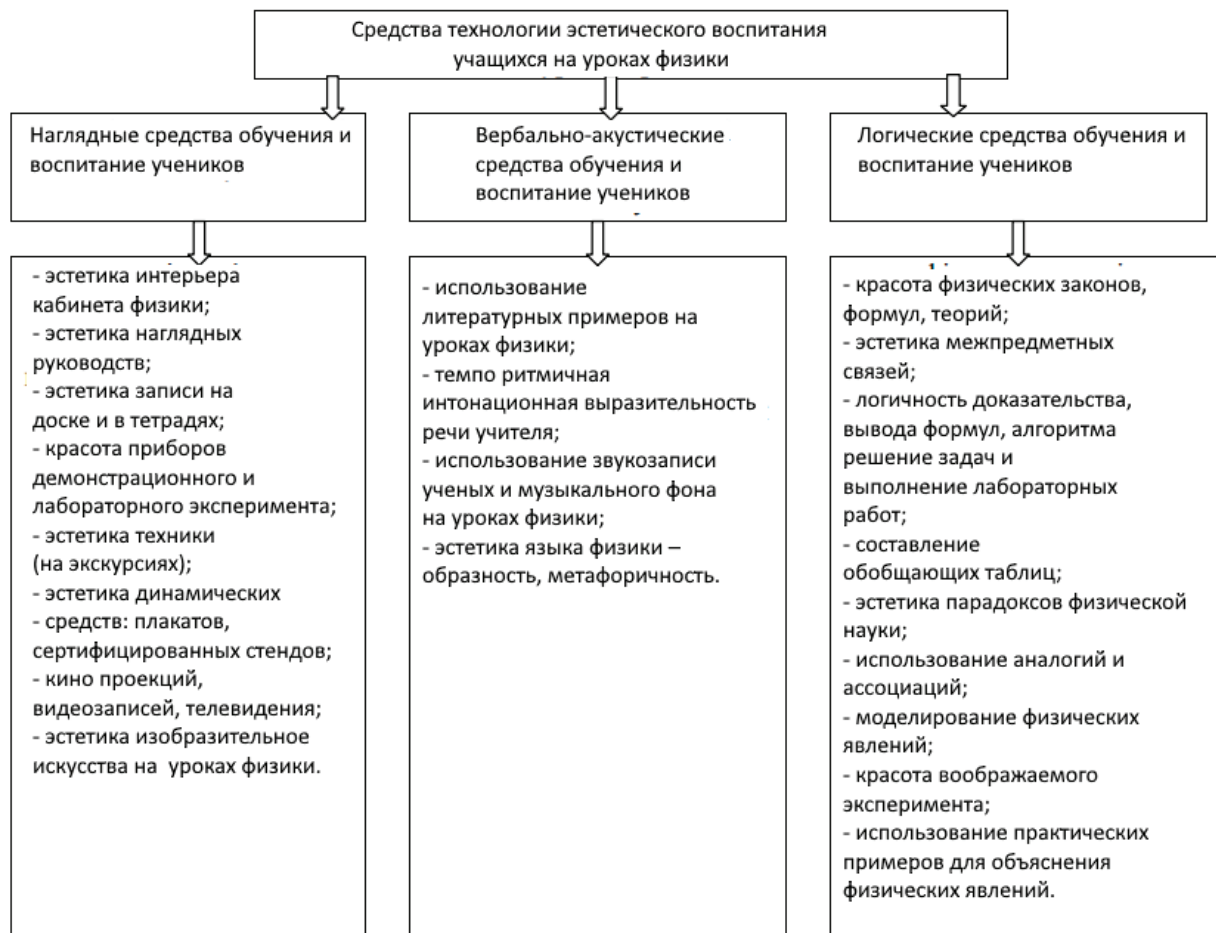 Средства технологии эстетического воспитания
учащихся на уроках физики
Наглядные средства обучения и
воспитание учеников
Вербально-акустические
средства обучения и
воспитание учеников
Логические средства обучения и
воспитание учеников
- эстетика интерьера
кабинета физики;
- эстетика наглядных
руководств;
- эстетика записи на
доске и в тетрадях;
- красота приборов
демонстрационного и
лабораторного эксперимента;
- эстетика техники
(на экскурсиях);
- эстетика динамических
- средств: плакатов,
сертифицированных стендов;
- кино проекций,
видеозаписей, телевидения;
- эстетика изобразительное
искусства на уроках физики.
- использование
литературных примеров на
уроках физики;
- темпо ритмичная
интонационная выразительность
речи учителя;
- использование звукозаписи
ученых и музыкального фона
на уроках физики;
- эстетика языка физики –
образность, метафоричность.
- красота физических законов,
формул, теорий;
- эстетика межпредметных
связей;
- логичность доказательства,
вывода формул, алгоритма
решение задач и
выполнение лабораторных
работ;
- составление
обобщающих таблиц;
- эстетика парадоксов физической
науки;
- использование аналогий и
ассоциаций;
- моделирование физических
явлений;
- красота воображаемого
эксперимента;
- использование практических
примеров для объяснения
физических явлений.